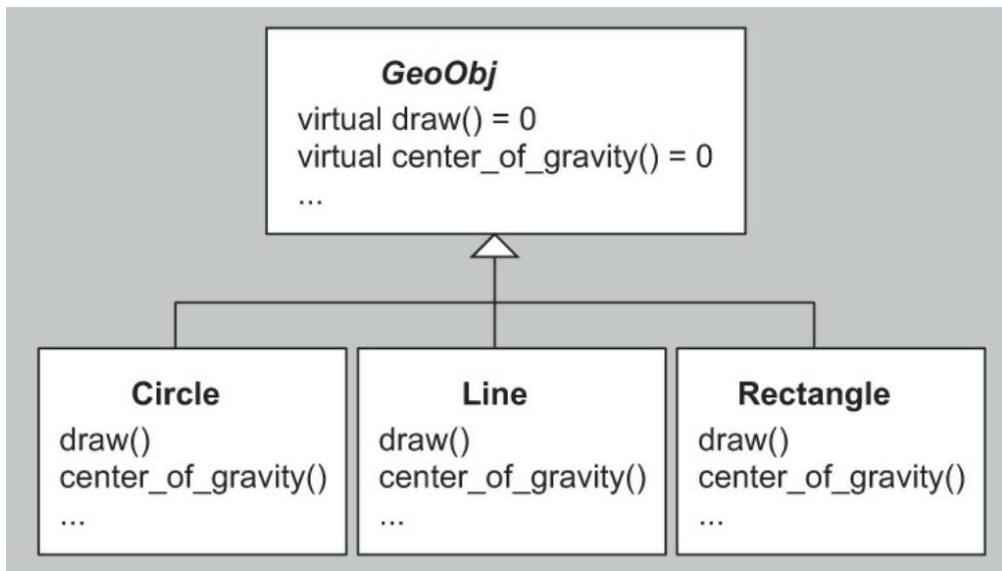 GeoObj
virtual draw() = 0
virtual center_of_gravity() = 0
...
Circle
draw()
center_of_gravity()
...
Line
draw()
center_of_gravity()
...
Rectangle
draw()
center_of_gravity()
...